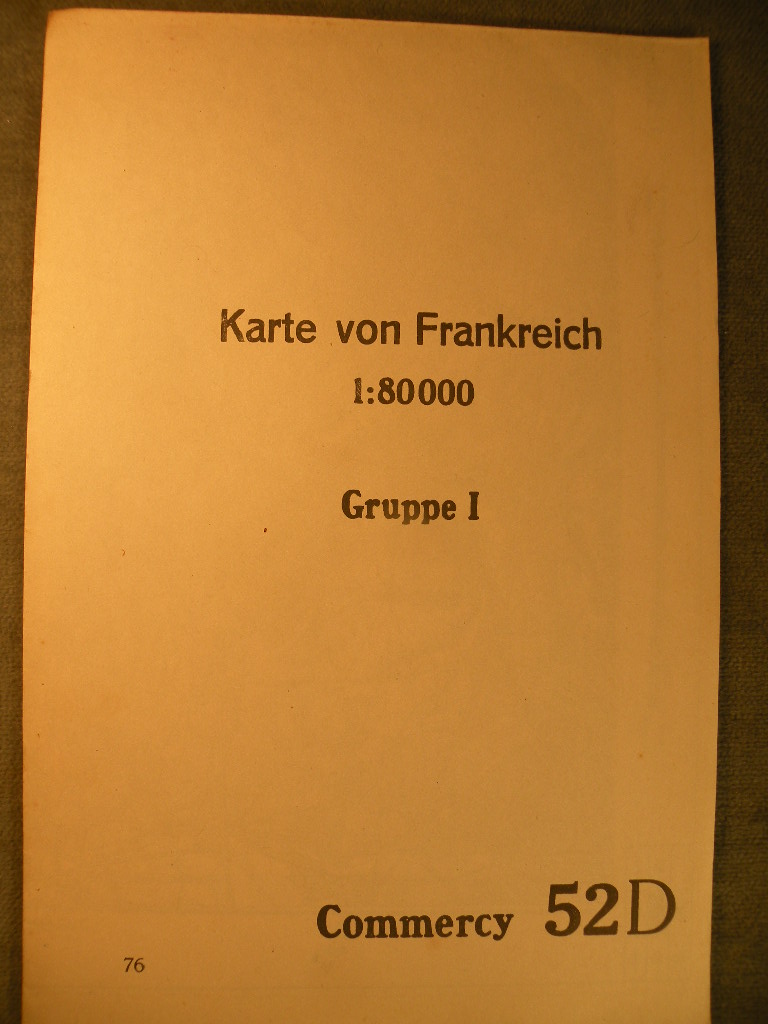 Karte von Frankreich
1:80000
Gruppe I
Commercy 52D
76